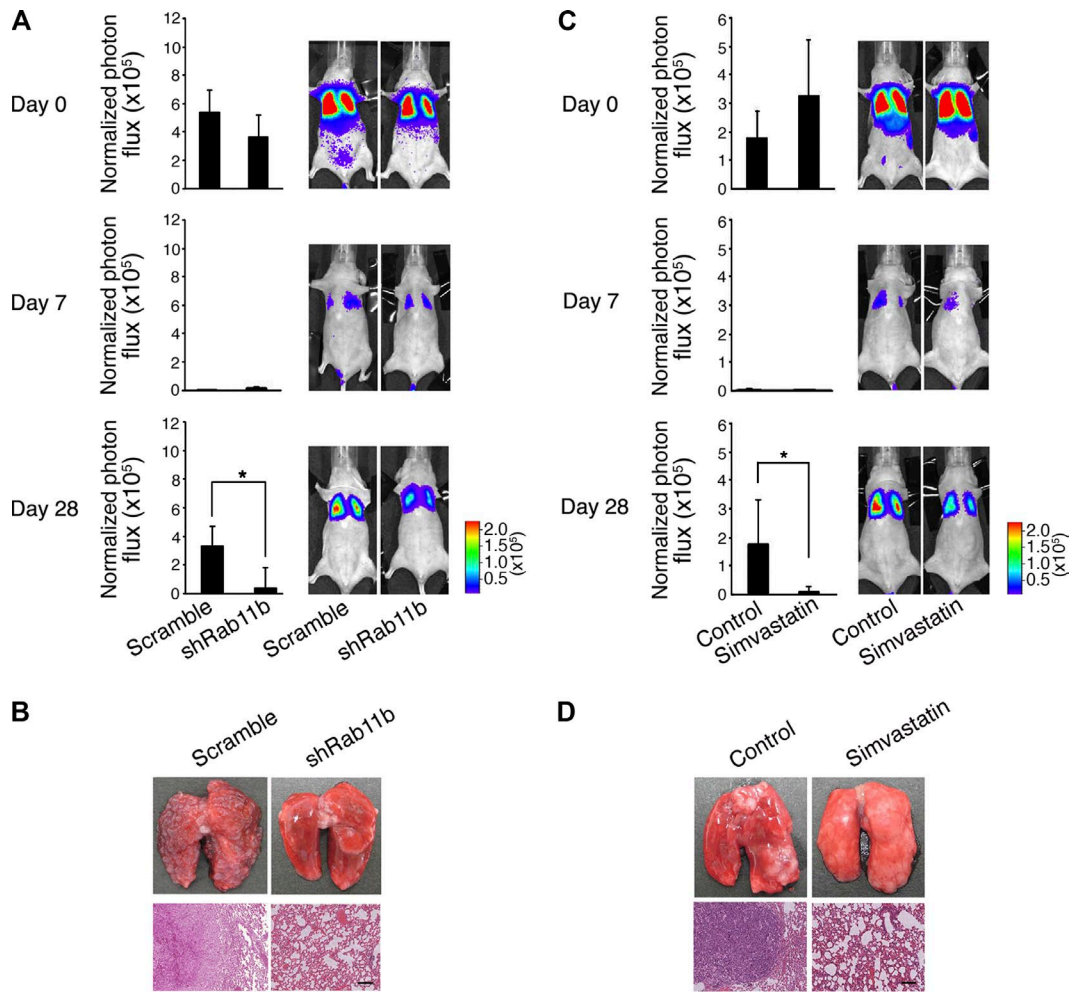 A
Day 0
Normalized photon
flux (x10⁵)
12
10
8
6
4
2
0
Day 7
Normalized photon
flux (x10⁵)
12
10
8
6
4
2
0
Day 28
Normalized photon
flux (x10⁵)
12
10
8
6
4
2
0
*
Scramble
shRab11b
Scramble
shRab11b
2.0
1.5
1.0
0.5
(x10⁵)
C
Day 0
Normalized photon
flux (x10⁵)
6
5
4
3
2
1
0
Day 7
Normalized photon
flux (x10⁵)
6
5
4
3
2
1
0
Day 28
Normalized photon
flux (x10⁵)
6
5
4
3
2
1
0
*
Control
Simvastatin
Control
Simvastatin
2.0
1.5
1.0
0.5
(x10⁵)
B
Scramble
shRab11b
D
Control
Simvastatin